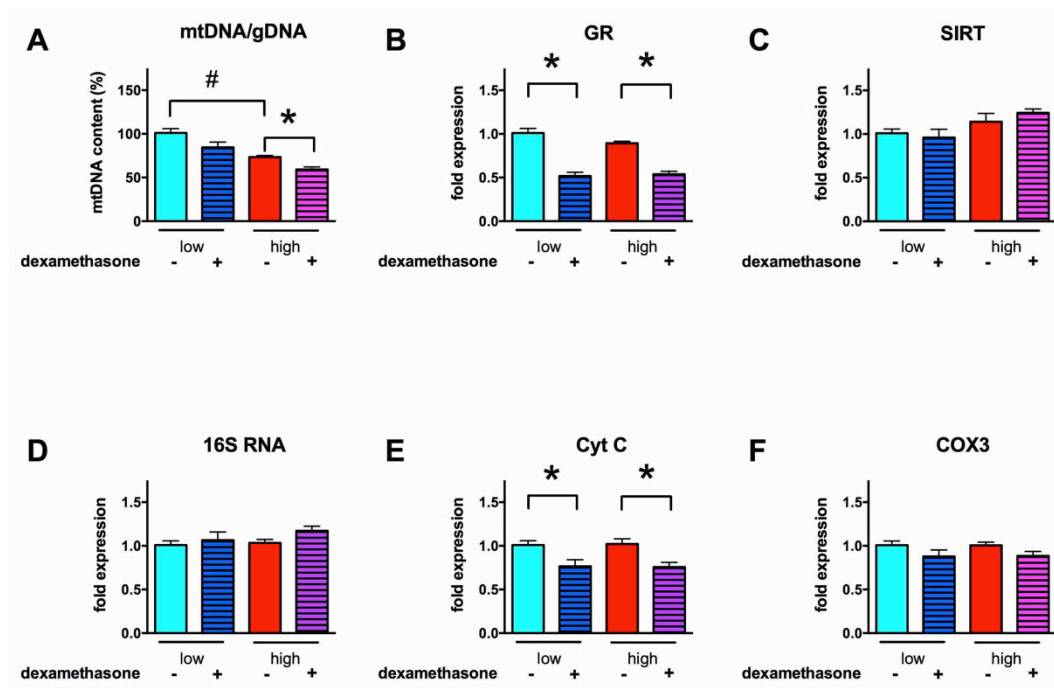 A
mtDNA/gDNA
mtDNA content (%)
150
100
50
0
#
*
low
high
dexamethasone - + - +
B
GR
fold expression
1.5
1.0
0.5
0.0
*
*
low
high
dexamethasone - + - +
C
SIRT
fold expression
1.5
1.0
0.5
0.0
low
high
dexamethasone - + - +
D
16S RNA
fold expression
1.5
1.0
0.5
0.0
low
high
dexamethasone - + - +
E
Cyt C
fold expression
1.5
1.0
0.5
0.0
*
*
low
high
dexamethasone - + - +
F
COX3
fold expression
1.5
1.0
0.5
0.0
low
high
dexamethasone - + - +